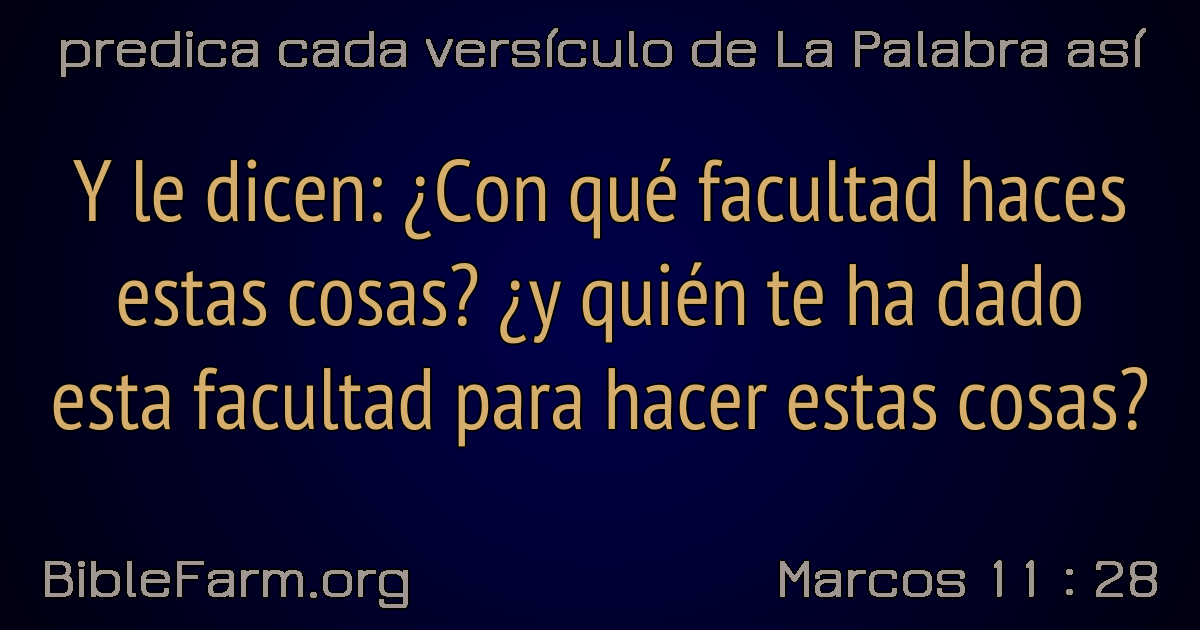 predica cada versículo de La Palabra así
Y le dicen: ¿Con qué facultad haces
estas cosas? ¿y quién te ha dado
esta facultad para hacer estas cosas?
BibleFarm.org
Marcos 11 : 28